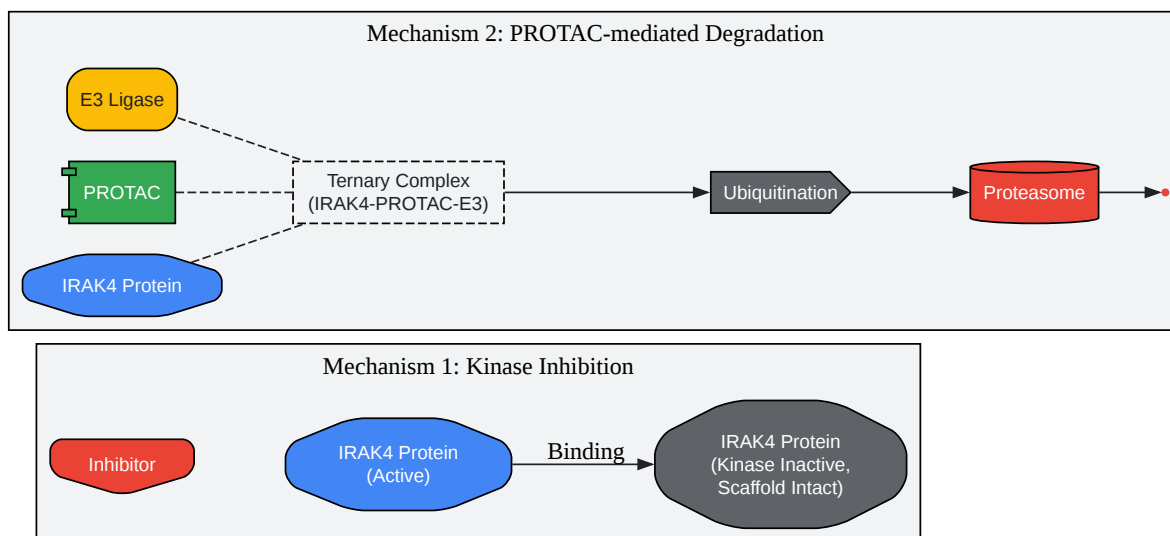 Mechanism 2: PROTAC-mediated Degradation
E3 Ligase
PROTAC
IRAK4 Protein
Ternary Complex
(IRAK4-PROTAC-E3)
Ubiquitination
Proteasome
Mechanism 1: Kinase Inhibition
Inhibitor
IRAK4 Protein
(Active)
Binding
IRAK4 Protein
(Kinase Inactive,
Scaffold Intact)